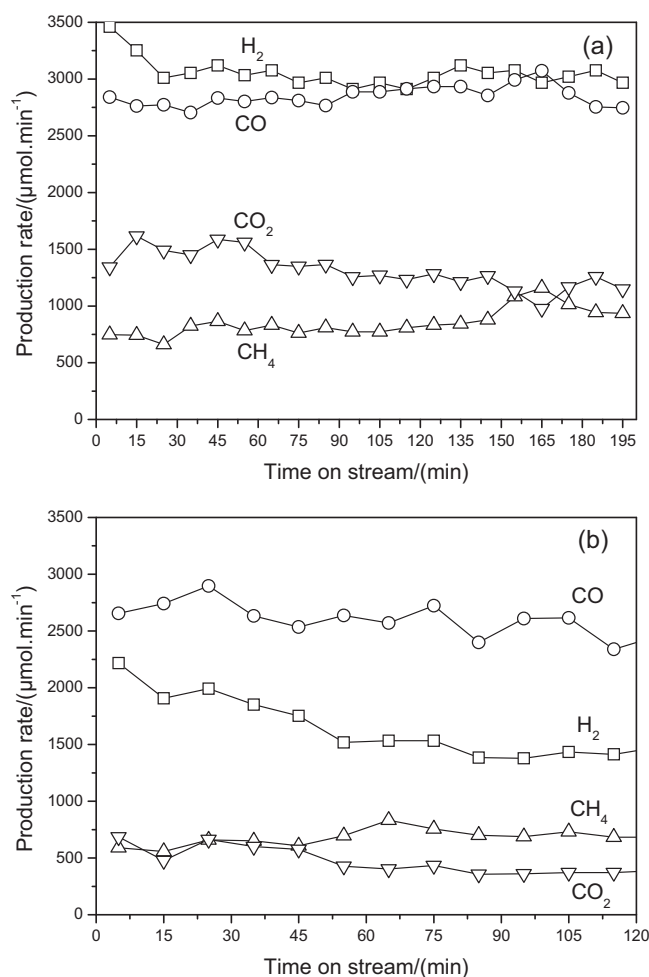 3500
3000
2500
2000
1500
1000
500
0
Production rate/(μmol.min⁻¹)
H₂
(a)
CO
CO₂
CH₄
0 15 30 45 60 75 90 105 120 135 150 165 180 195
Time on stream/(min)
3500
3000
2500
2000
1500
1000
500
0
Production rate/(μmol.min⁻¹)
(b)
CO
H₂
CH₄
CO₂
0 15 30 45 60 75 90 105 120
Time on stream/(min)